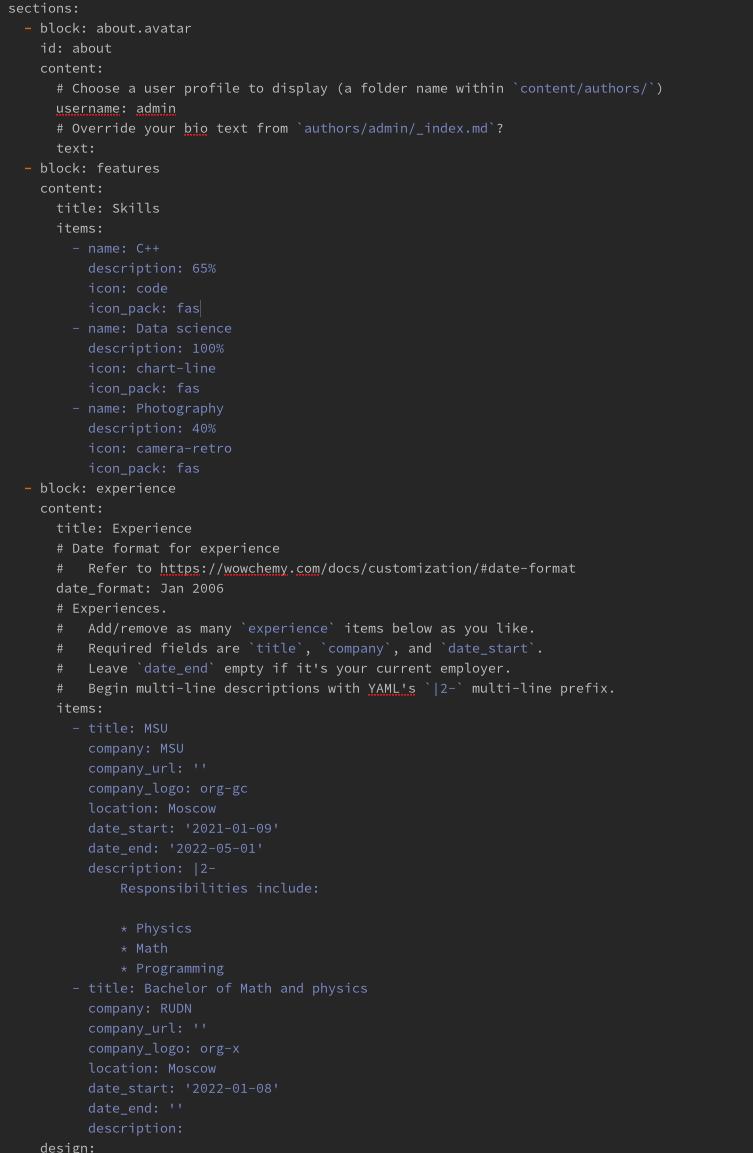 sections:
  - block: about.avatar
    id: about
    content:
      # Choose a user profile to display (a folder name within `content/authors/`)
      username: admin
      # Override your bio text from `authors/admin/_index.md`?
      text:
  - block: features
    content:
      title: Skills
      items:
        - name: C++
          description: 65%
          icon: code
          icon_pack: fas
        - name: Data science
          description: 100%
          icon: chart-line
          icon_pack: fas
        - name: Photography
          description: 40%
          icon: camera-retro
          icon_pack: fas
  - block: experience
    content:
      title: Experience
      # Date format for experience
      #   Refer to https://wowchemy.com/docs/customization/#date-format
      date_format: Jan 2006
      # Experiences.
      #   Add/remove as many `experience` items below as you like.
      #   Required fields are `title`, `company`, and `date_start`.
      #   Leave `date_end` empty if it's your current employer.
      #   Begin multi-line descriptions with YAML's `|2-` multi-line prefix.
      items:
        - title: MSU
          company: MSU
          company_url: ''
          company_logo: org-gc
          location: Moscow
          date_start: '2021-01-09'
          date_end: '2022-05-01'
          description: |2-
              Responsibilities include:

              * Physics
              * Math
              * Programming
        - title: Bachelor of Math and physics
          company: RUDN
          company_url: ''
          company_logo: org-x
          location: Moscow
          date_start: '2022-01-08'
          date_end: ''
          description:
    design: